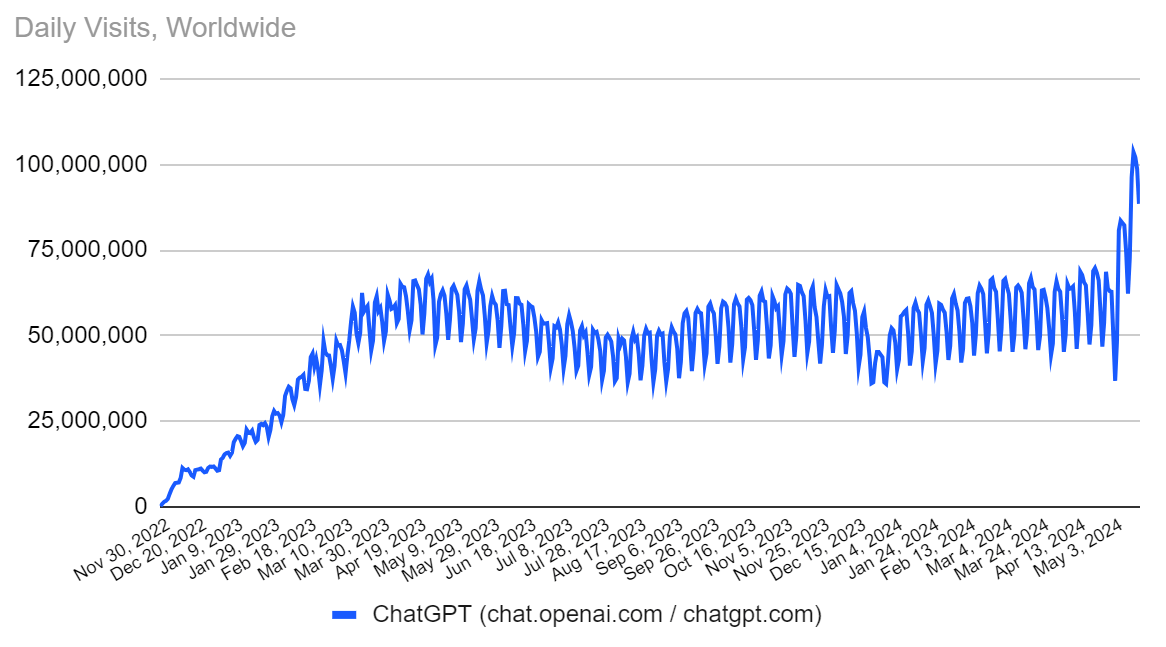 Daily Visits, Worldwide
125,000,000
100,000,000
75,000,000
50,000,000
25,000,000
0
Nov 30, 2022
Dec 20, 2022
Jan 9, 2023
Jan 29, 2023
Feb 18, 2023
Mar 10, 2023
Mar 30, 2023
Apr 19, 2023
May 9, 2023
May 29, 2023
Jun 18, 2023
Jul 8, 2023
Jul 28, 2023
Aug 17, 2023
Sep 6, 2023
Sep 26, 2023
Oct 16, 2023
Nov 5, 2023
Nov 25, 2023
Dec 15, 2023
Jan 4, 2024
Jan 24, 2024
Feb 13, 2024
Mar 4, 2024
Mar 24, 2024
Apr 13, 2024
May 3, 2024
ChatGPT (chat.openai.com / chatgpt.com)